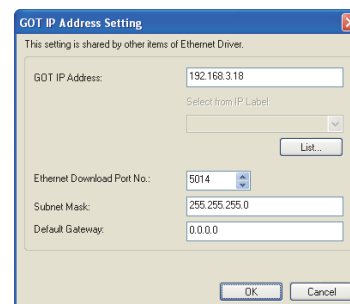 GOT IP Address Setting
This setting is shared by other items of Ethernet Driver.
GOT IP Address:
192.168.3.18
Select from IP Label:
List...
Ethernet Download Port No.:
5014
Subnet Mask:
255.255.255.0
Default Gateway:
0.0.0.0
OK
Cancel